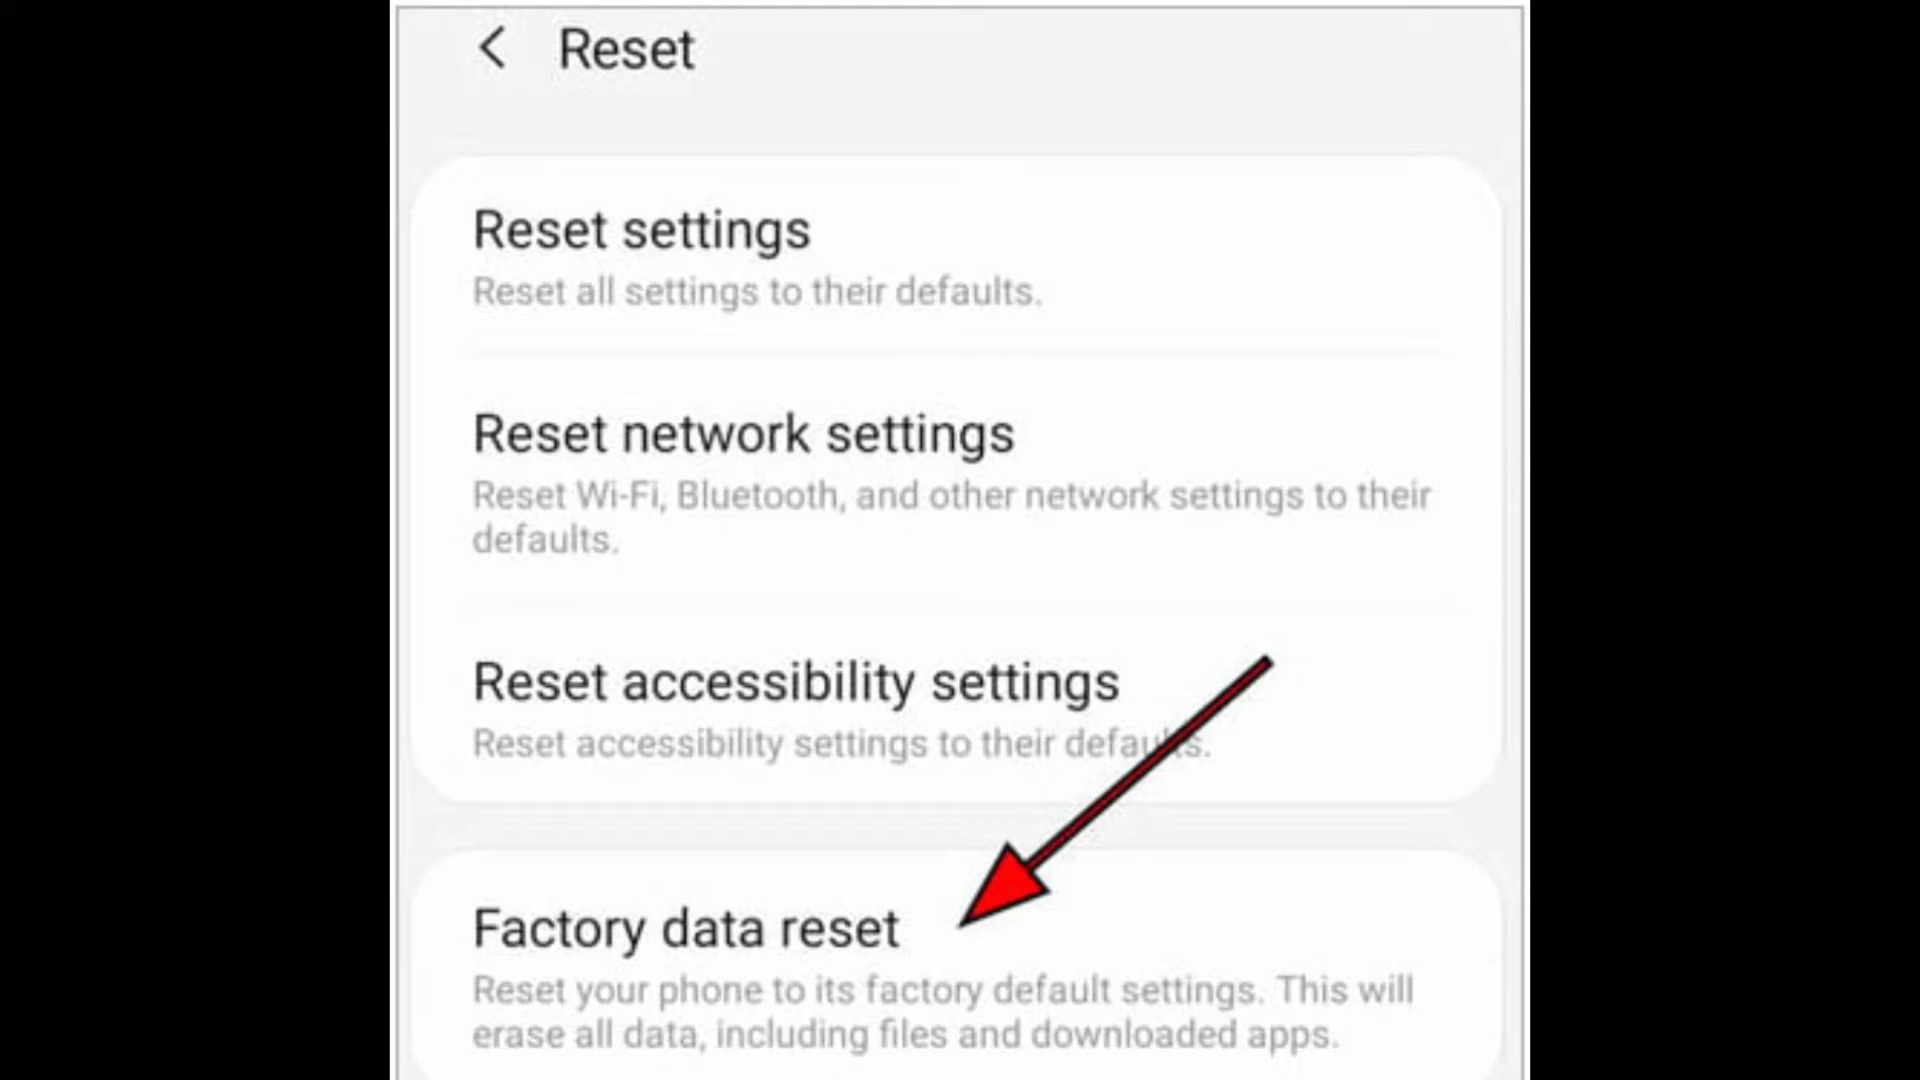 Reset
Reset settings
Reset all settings to their defaults.
Reset network settings
Reset Wi-Fi, Bluetooth, and other network settings to their
defaults.
Reset accessibility settings
Reset accessibility settings to their defaults.
Factory data reset
Reset your phone to its factory default settings. This will
erase all data, including files and downloaded apps.